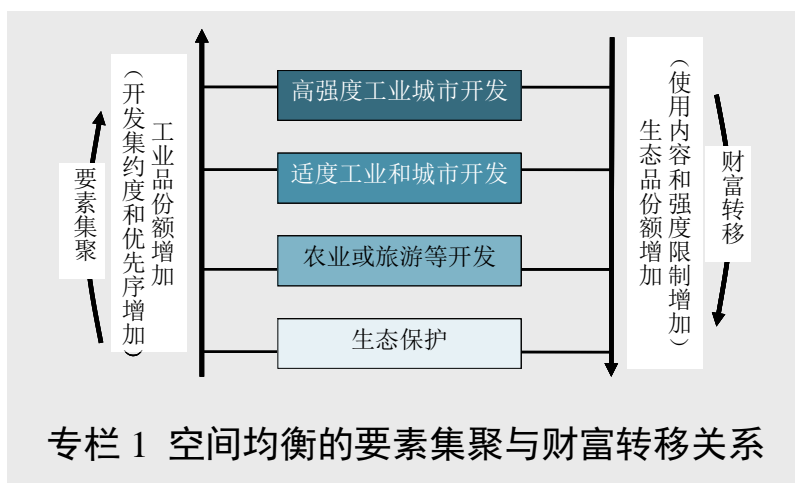 要素集聚
工业品份额增加
（开发集约度和优先序增加）
高强度工业城市开发
适度工业和城市开发
农业或旅游等开发
生态保护
（使用内容和强度限制增加）
生态品份额增加
财富转移
专栏 1 空间均衡的要素集聚与财富转移关系